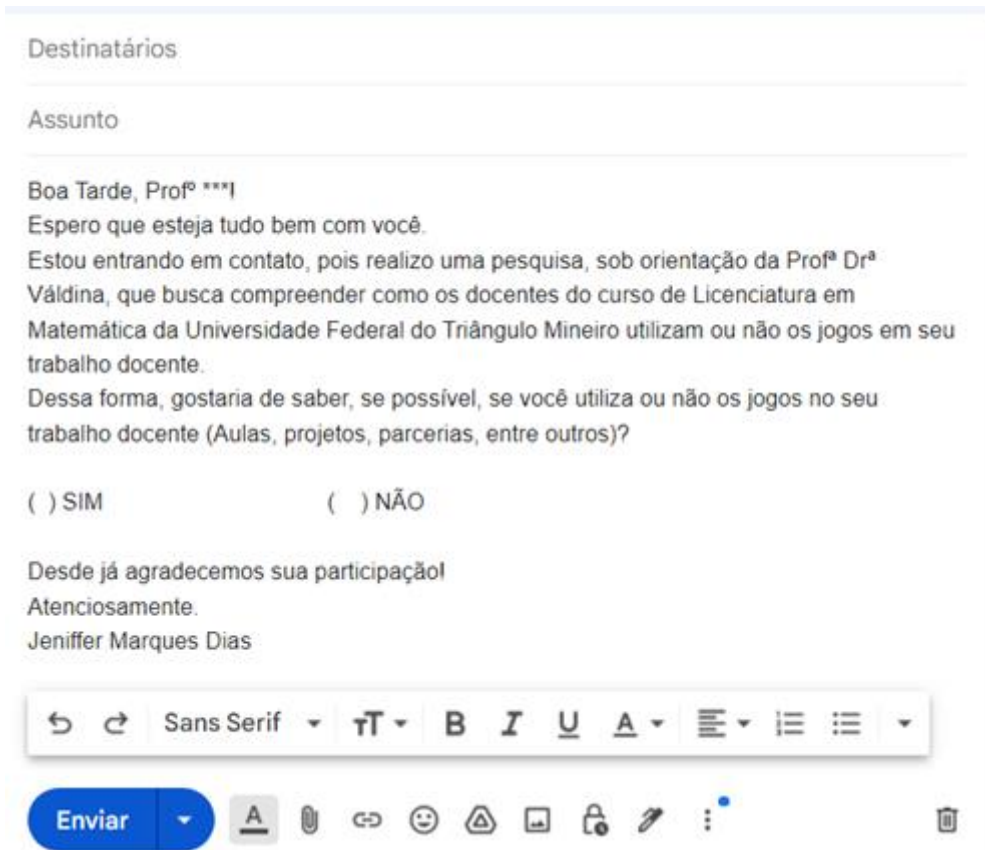 Destinatários
Assunto
Boa Tarde, Profº ***!
Espero que esteja tudo bem com você.
Estou entrando em contato, pois realizo uma pesquisa, sob orientação da Profª Drª
Váldina, que busca compreender como os docentes do curso de Licenciatura em
Matemática da Universidade Federal do Triângulo Mineiro utilizam ou não os jogos em seu
trabalho docente.
Dessa forma, gostaria de saber, se possível, se você utiliza ou não os jogos no seu
trabalho docente (Aulas, projetos, parcerias, entre outros)?
( ) SIM ( ) NÃO
Desde já agradecemos sua participação!
Atenciosamente.
Jeniffer Marques Dias
Sans Serif
Enviar